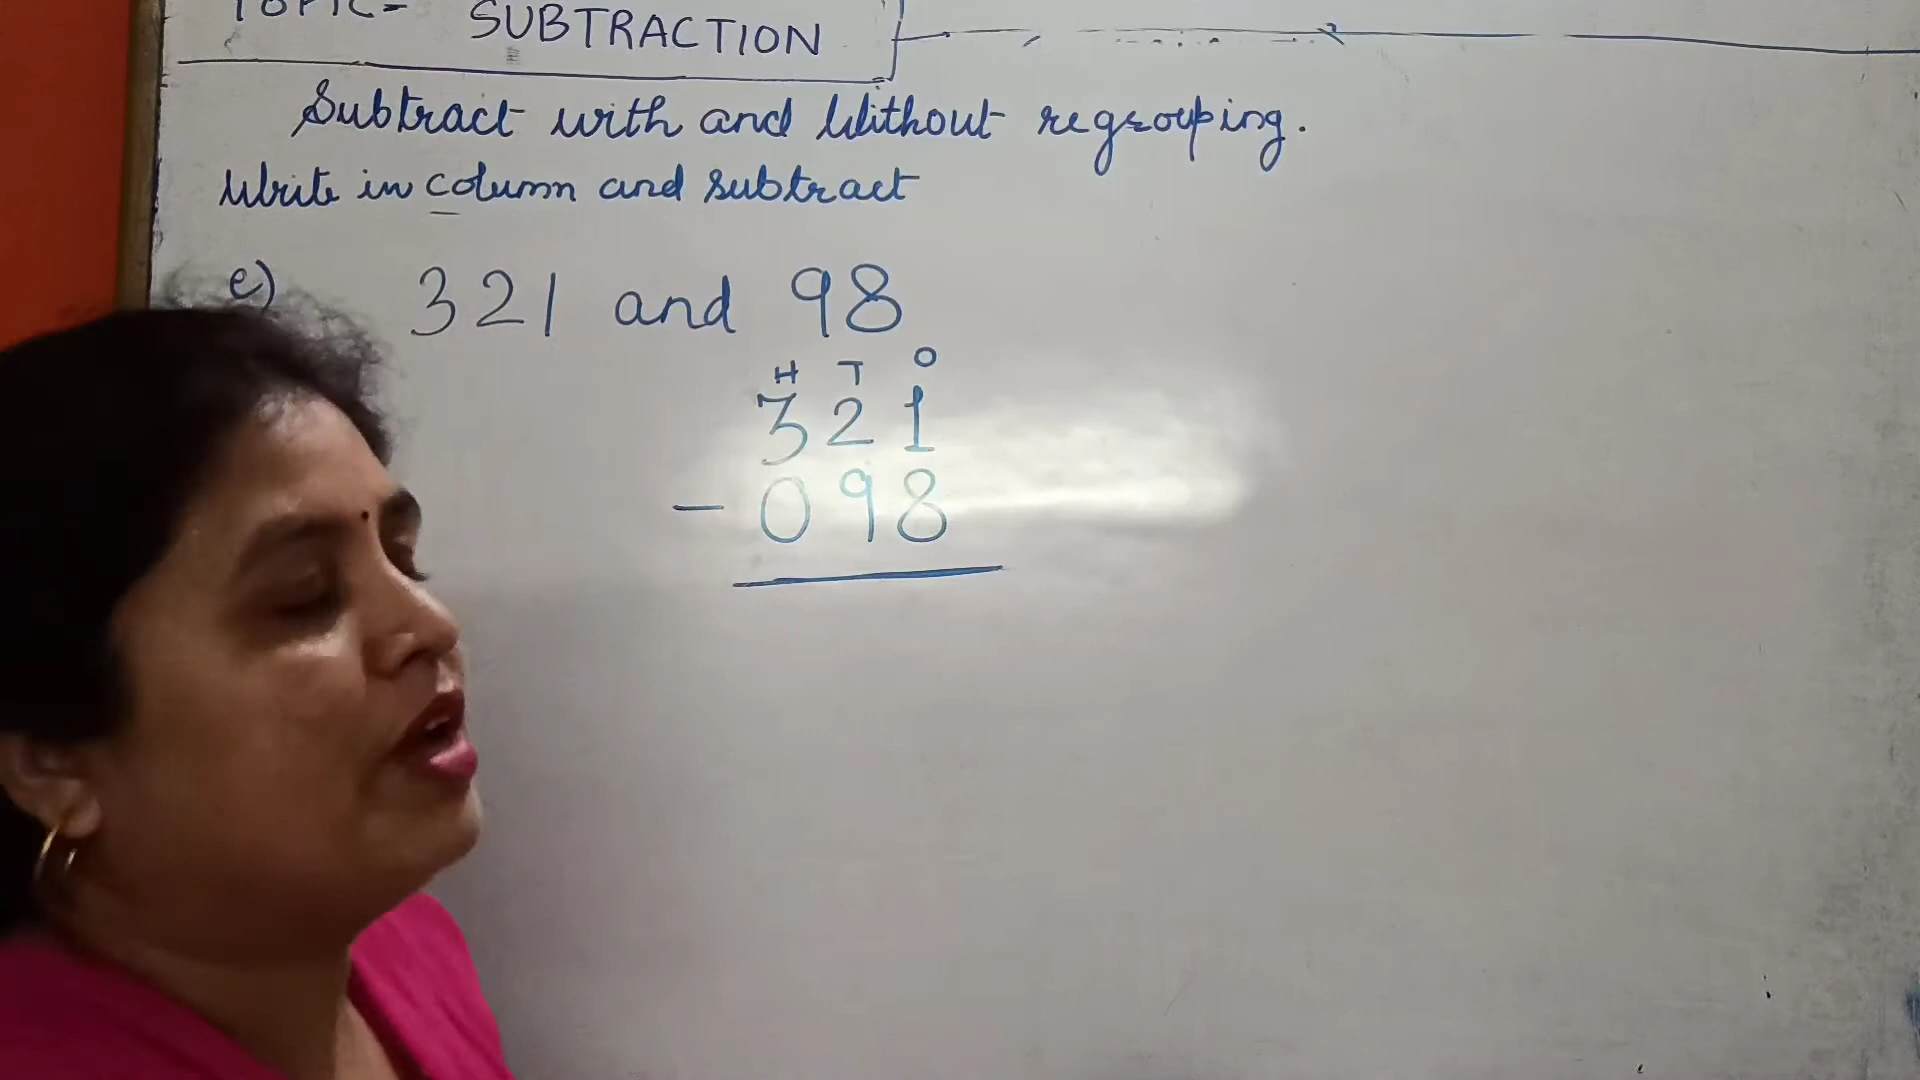 TOPIC- SUBTRACTION
Subtract with and Without regrouping.
Write in column and subtract
e) 321 and 98
H T O
3 2 1
- 0 9 8